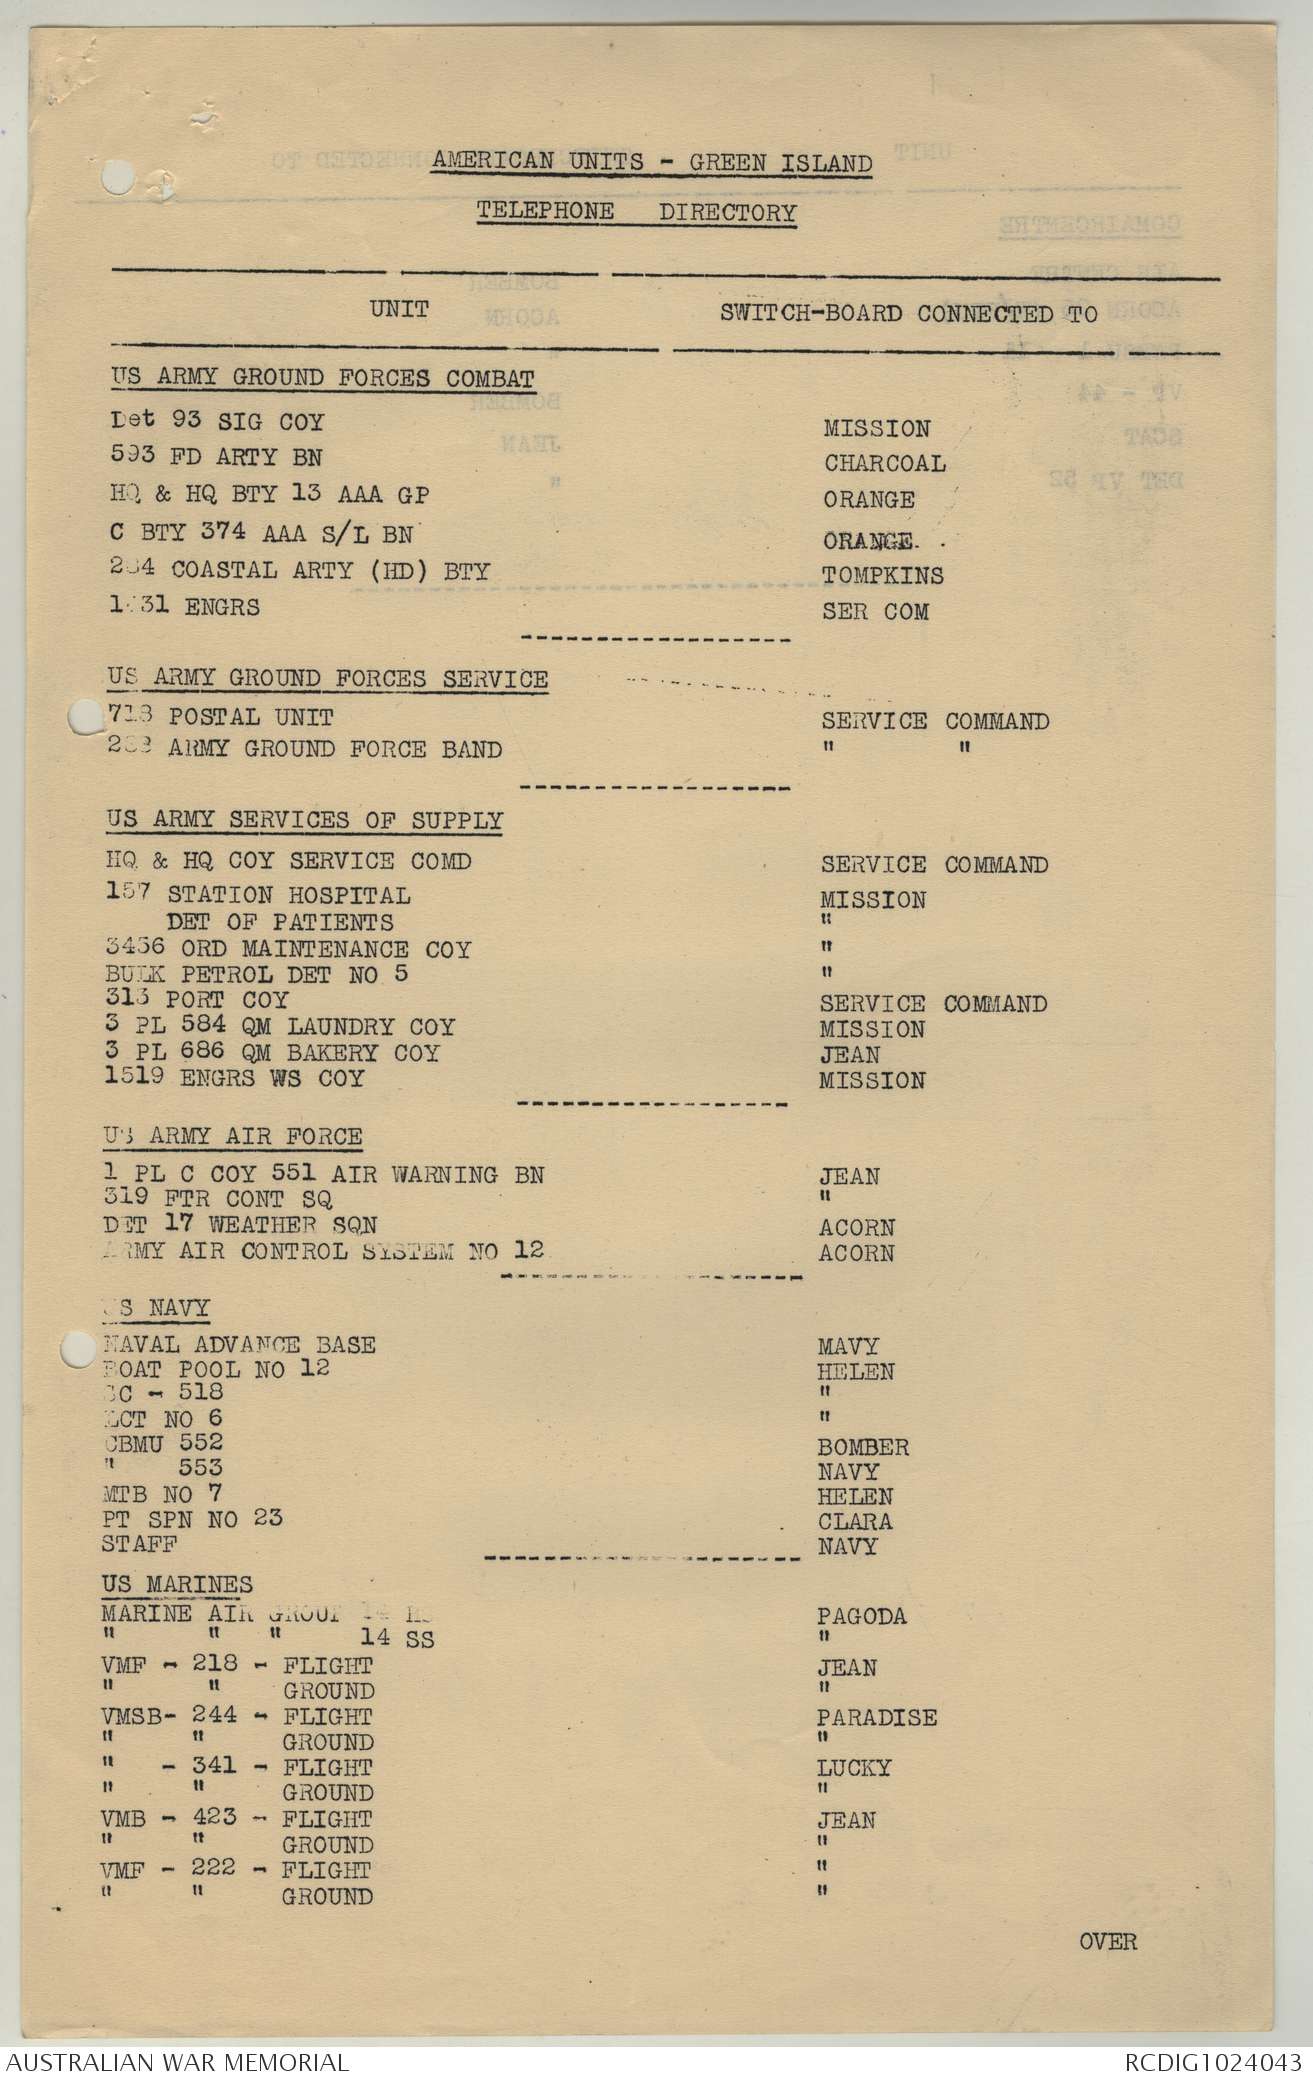 AMERICAN UNITS - GREEN ISLAND
TELEPHONE DIRECTORY
UNIT SWITCH-BOARD CONNECTED TO
US ARMY GROUND FORCES COMBAT
Det 93 SIG COY MISSION
593 FD ARTY BN CHARCOAL
HQ & HQ BTY 13 AAA GP ORANGE
C BTY 374 AAA S/L BN ORANGE.
COASTAL ARTY (HD) BTY TOMPKINS
ENGRS SER COM
US ARMY GROUND FORCES SERVICE
POSTAL UNIT SERVICE COMMAND
ARMY GROUND FORCE BAND " "
US ARMY SERVICES OF SUPPLY
HQ & HQ COY SERVICE COMD SERVICE COMMAND
157 STATION HOSPITAL MISSION
DET OF PATIENTS "
3456 ORD MAINTENANCE COY "
BULK PETROL DET NO 5 "
313 PORT COY SERVICE COMMAND
3 PL 584 QM LAUNDRY COY MISSION
3 PL 686 QM BAKERY COY JEAN
1519 ENGRS WS COY MISSION
US ARMY AIR FORCE
1 PL C COY 551 AIR WARNING BN JEAN
319 FTR CONT SQ "
DET 17 WEATHER SQN ACORN
ARMY AIR CONTROL SYSTEM NO 12 ACORN
US NAVY
NAVAL ADVANCE BASE MAVY
BOAT POOL NO 12 HELEN
- 518 "
LCT NO 6 "
CBMU 552 BOMBER
" 553 NAVY
MTB NO 7 HELEN
PT SPN NO 23 CLARA
STAFF NAVY
US MARINES
MARINE AIR GROUP 14 PAGODA
" " " 14 SS "
VMF - 218 - FLIGHT JEAN
" " GROUND "
VMSB- 244 - FLIGHT PARADISE
" " GROUND "
" - 341 - FLIGHT LUCKY
" " GROUND "
VMB - 423 - FLIGHT JEAN
" " GROUND "
VMF - 222 - FLIGHT "
" " GROUND "
OVER
AUSTRALIAN WAR MEMORIAL RCDIG1024043